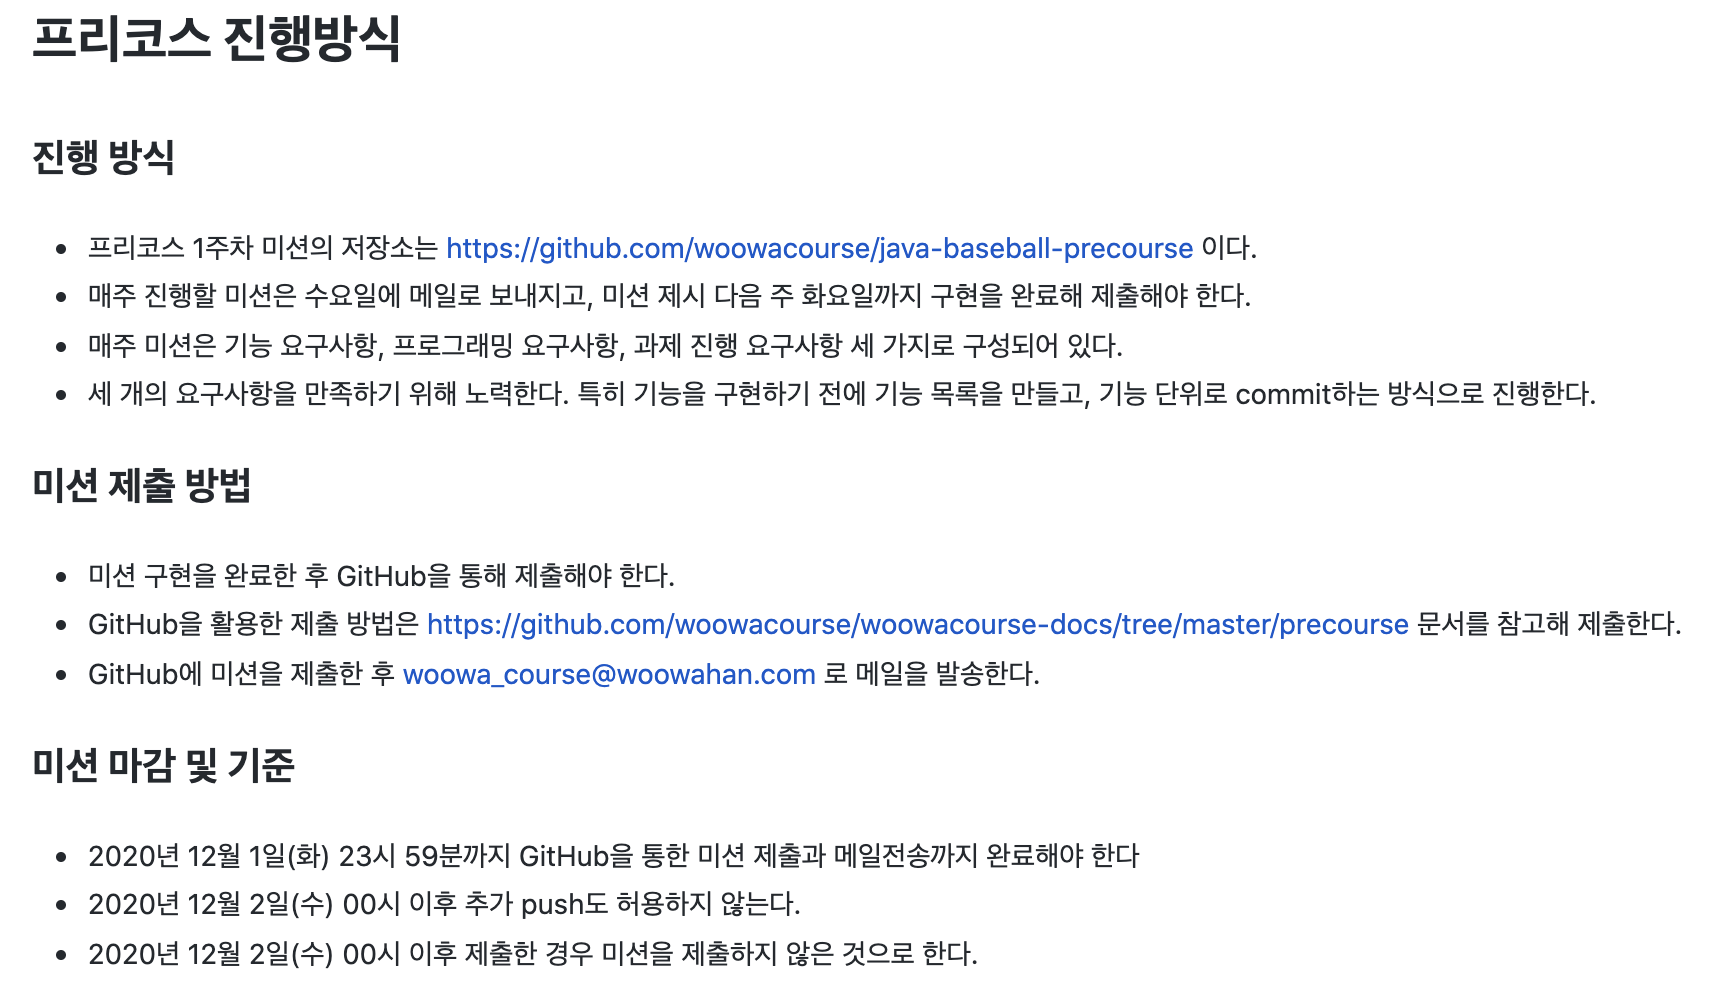 프리코스 진행방식
진행 방식
프리코스 1주차 미션의 저장소는 https://github.com/woowacourse/java-baseball-precourse 이다.
매주 진행할 미션은 수요일에 메일로 보내지고, 미션 제시 다음 주 화요일까지 구현을 완료해 제출해야 한다.
매주 미션은 기능 요구사항, 프로그래밍 요구사항, 과제 진행 요구사항 세 가지로 구성되어 있다.
세 개의 요구사항을 만족하기 위해 노력한다. 특히 기능을 구현하기 전에 기능 목록을 만들고, 기능 단위로 commit하는 방식으로 진행한다.
미션 제출 방법
미션 구현을 완료한 후 GitHub을 통해 제출해야 한다.
GitHub을 활용한 제출 방법은 https://github.com/woowacourse/woowacourse-docs/tree/master/precourse 문서를 참고해 제출한다.
GitHub에 미션을 제출한 후 woowa_course@woowahan.com 로 메일을 발송한다.
미션 마감 및 기준
2020년 12월 1일(화) 23시 59분까지 GitHub을 통한 미션 제출과 메일전송까지 완료해야 한다
2020년 12월 2일(수) 00시 이후 추가 push도 허용하지 않는다.
2020년 12월 2일(수) 00시 이후 제출한 경우 미션을 제출하지 않은 것으로 한다.